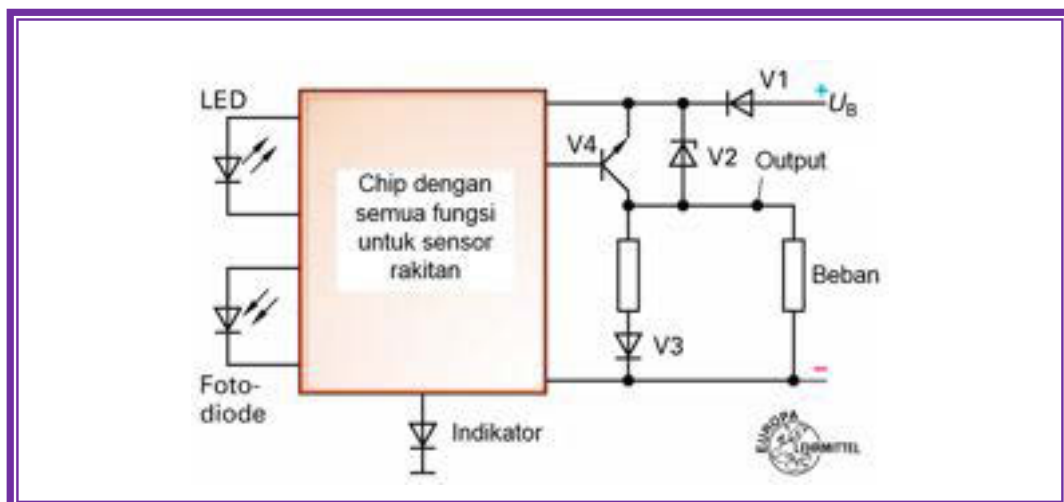 LED
V1
+
U_B
V4
V2
Output
Chip dengan
semua fungsi
untuk sensor
rakitan
Beban
V3
−
Foto-
diode
Indikator
EUROPA
LEHRMITTEL